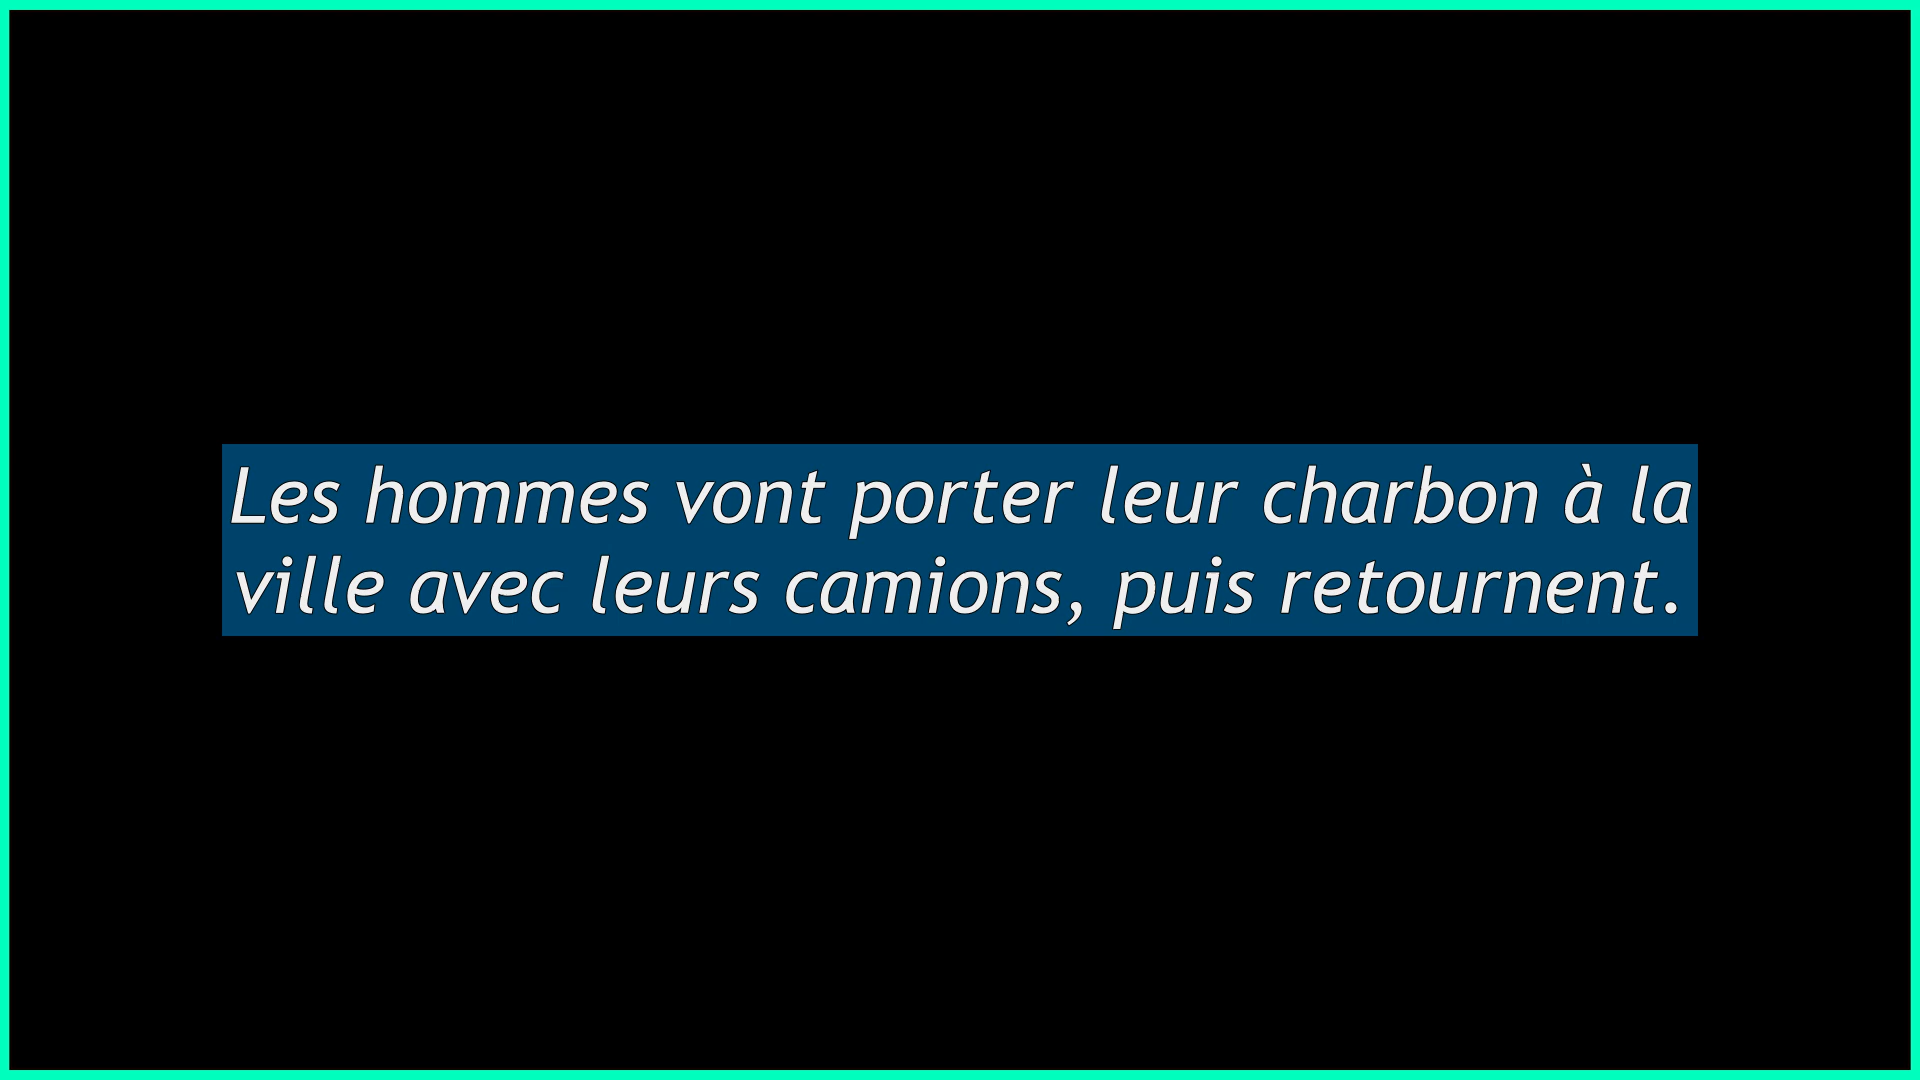 Les hommes vont porter leur charbon à la
ville avec leurs camions, puis retournent.